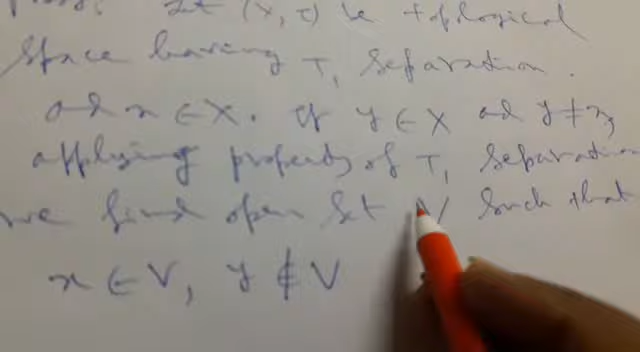 Proof: Let (X, τ) be topological
space having T₁ separation.
and x ∈ X. If y ∈ X and y ≠ x,
applying property of T₁ separation
we find open set V such that
x ∈ V, y ∉ V